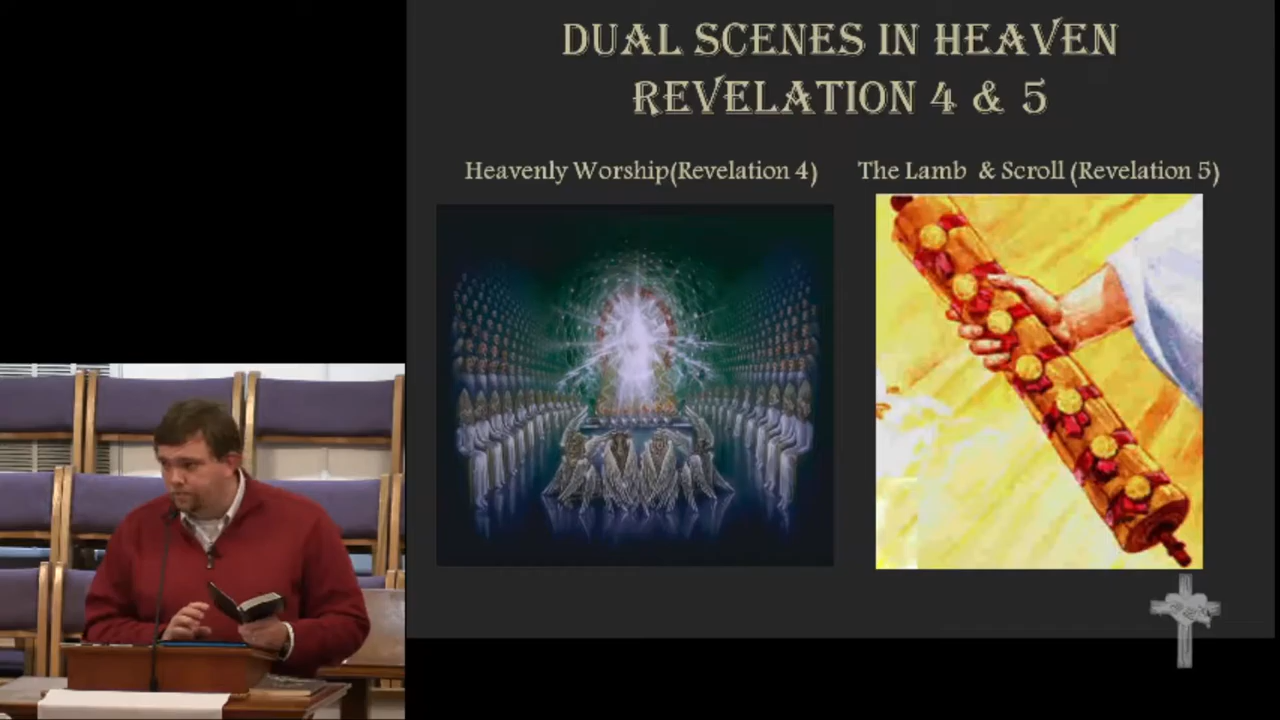 DUAL SCENES IN HEAVEN
REVELATION 4 & 5
Heavenly Worship(Revelation 4)
The Lamb & Scroll (Revelation 5)